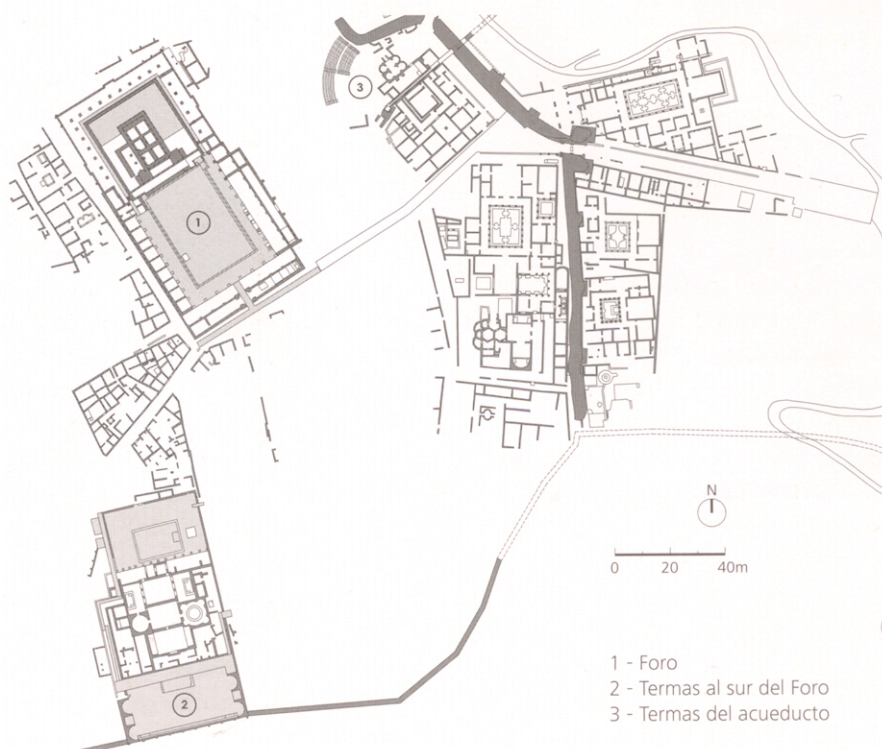 3
1
N
0 20 40m
1 - Foro
2 - Termas al sur del Foro
3 - Termas del acueducto
2